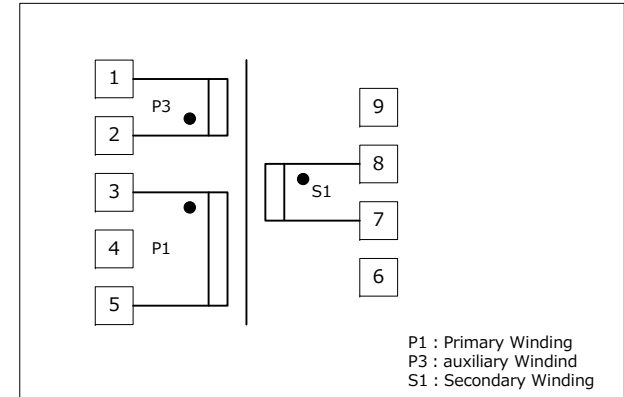 1
P3
2
3
4
P1
5
9
8
S1
7
6
P1 : Primary Winding
P3 : auxiliary Windind
S1 : Secondary Winding